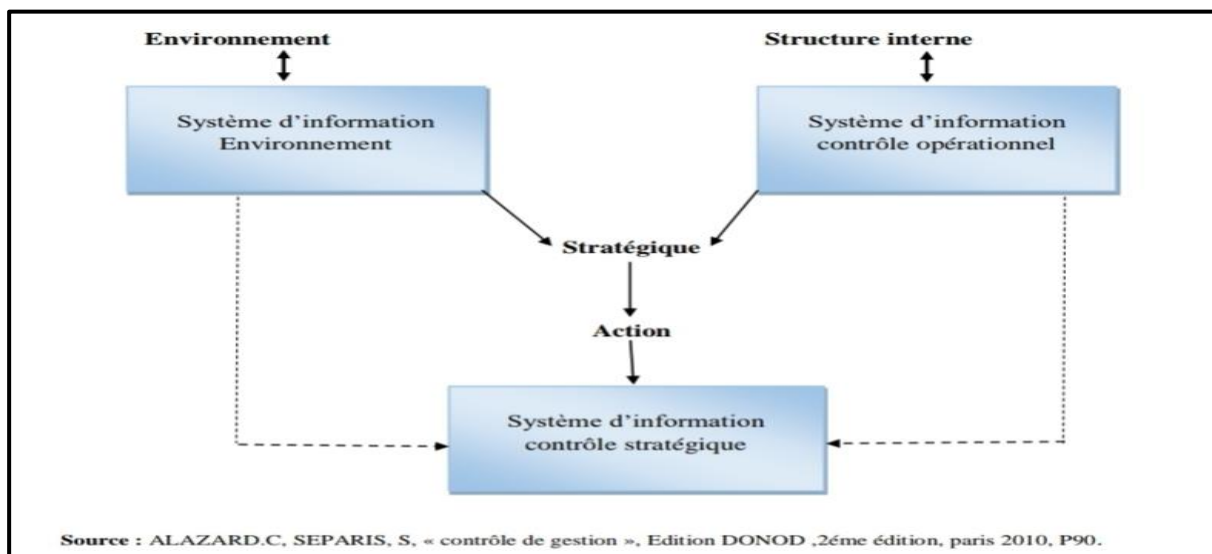 Environnement
Structure interne
Système d'information
Environnement
Système d'information
contrôle opérationnel
Stratégique
Action
Système d'information
contrôle stratégique
Source : ALAZARD.C, SEPARIS, S, « contrôle de gestion », Edition DONOD ,2éme édition, paris 2010, P90.